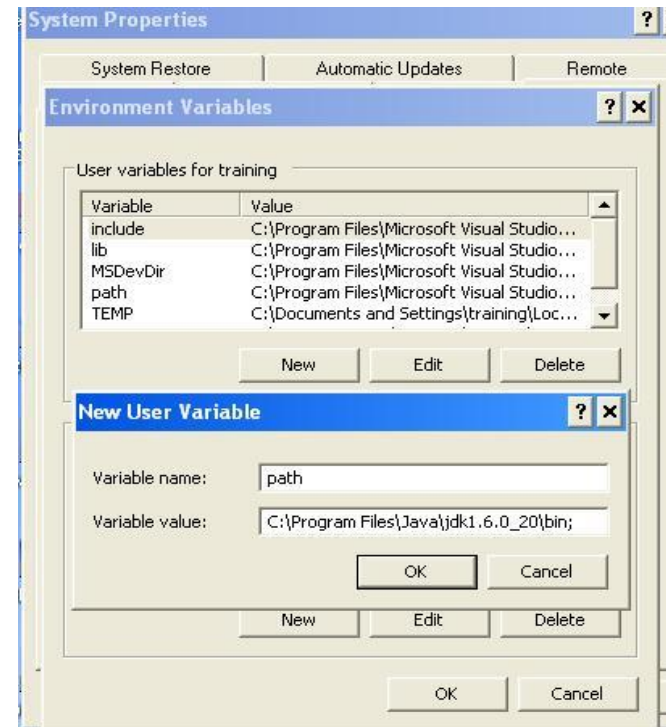 System Properties ?
System Restore Automatic Updates Remote
Environment Variables ?
User variables for training
Variable Value
include C:\Program Files\Microsoft Visual Studio...
lib C:\Program Files\Microsoft Visual Studio...
MSDevDir C:\Program Files\Microsoft Visual Studio...
path C:\Program Files\Microsoft Visual Studio...
TEMP C:\Documents and Settings\training\Loc...
New Edit Delete
New User Variable ?
Variable name: path
Variable value: C:\Program Files\Java\jdk1.6.0_20\bin;
OK Cancel
New Edit Delete
OK Cancel